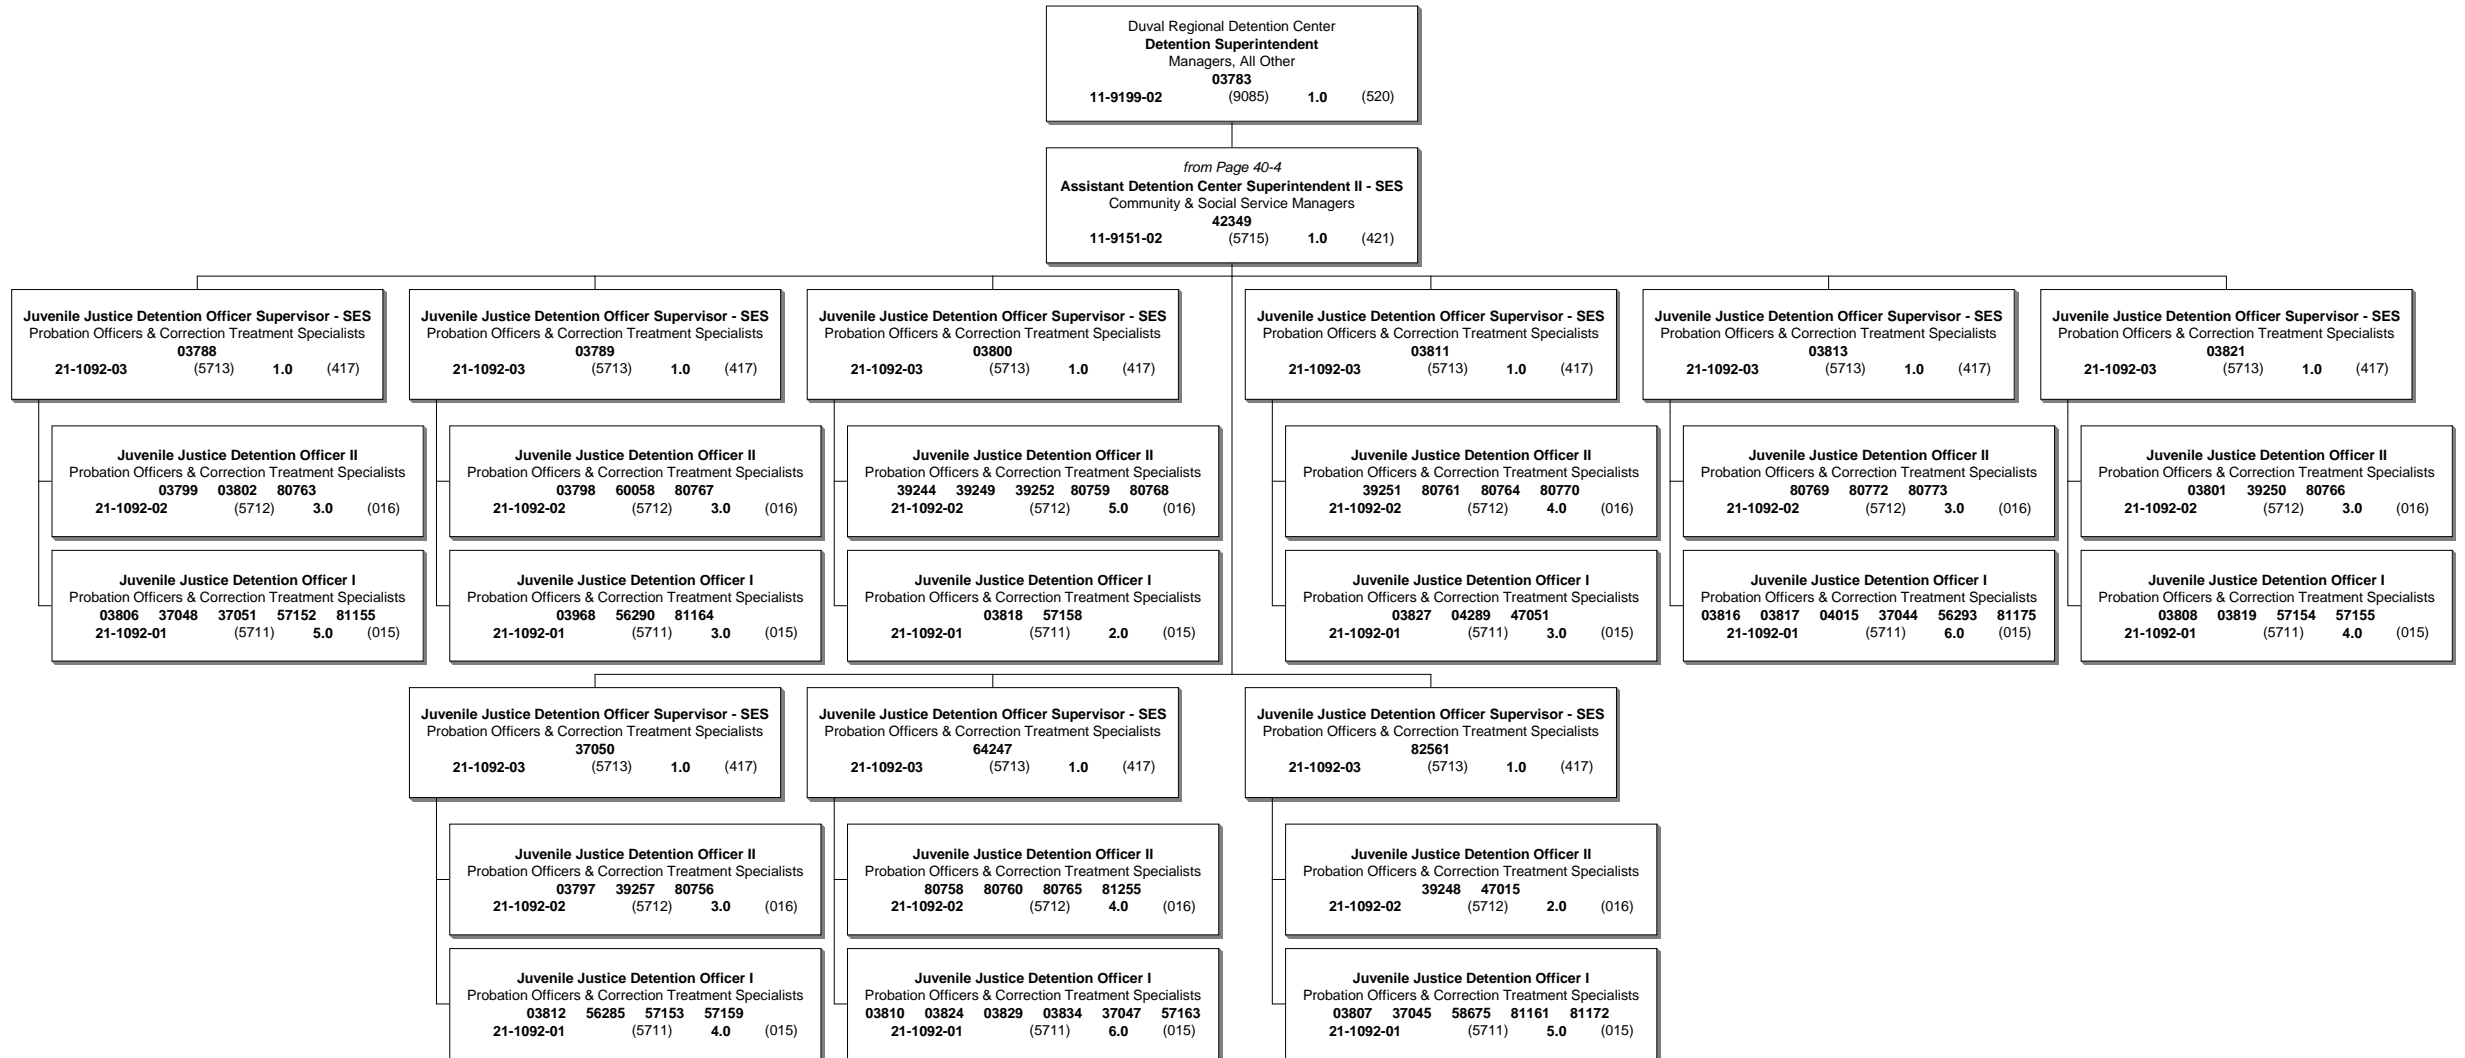 Duval Regional Detention Center
Detention Superintendent
Managers, All Other
03783
11-9199-02 (9085) 1.0 (520)
from Page 40-4
Assistant Detention Center Superintendent II - SES
Community & Social Service Managers
42349
11-9151-02 (5715) 1.0 (421)
Juvenile Justice Detention Officer Supervisor - SES
Probation Officers & Correction Treatment Specialists
03788
21-1092-03 (5713) 1.0 (417)
Juvenile Justice Detention Officer II
Probation Officers & Correction Treatment Specialists
03799 03802 80763
21-1092-02 (5712) 3.0 (016)
Juvenile Justice Detention Officer I
Probation Officers & Correction Treatment Specialists
03806 37048 37051 57152 81155
21-1092-01 (5711) 5.0 (015)
Juvenile Justice Detention Officer Supervisor - SES
Probation Officers & Correction Treatment Specialists
03789
21-1092-03 (5713) 1.0 (417)
Juvenile Justice Detention Officer II
Probation Officers & Correction Treatment Specialists
03798 60058 80767
21-1092-02 (5712) 3.0 (016)
Juvenile Justice Detention Officer I
Probation Officers & Correction Treatment Specialists
03968 56290 81164
21-1092-01 (5711) 3.0 (015)
Juvenile Justice Detention Officer Supervisor - SES
Probation Officers & Correction Treatment Specialists
03800
21-1092-03 (5713) 1.0 (417)
Juvenile Justice Detention Officer II
Probation Officers & Correction Treatment Specialists
39244 39249 39252 80759 80768
21-1092-02 (5712) 5.0 (016)
Juvenile Justice Detention Officer I
Probation Officers & Correction Treatment Specialists
03818 57158
21-1092-01 (5711) 2.0 (015)
Juvenile Justice Detention Officer Supervisor - SES
Probation Officers & Correction Treatment Specialists
03811
21-1092-03 (5713) 1.0 (417)
Juvenile Justice Detention Officer II
Probation Officers & Correction Treatment Specialists
39251 80761 80764 80770
21-1092-02 (5712) 4.0 (016)
Juvenile Justice Detention Officer I
Probation Officers & Correction Treatment Specialists
03827 04289 47051
21-1092-01 (5711) 3.0 (015)
Juvenile Justice Detention Officer Supervisor - SES
Probation Officers & Correction Treatment Specialists
03813
21-1092-03 (5713) 1.0 (417)
Juvenile Justice Detention Officer II
Probation Officers & Correction Treatment Specialists
80769 80772 80773
21-1092-02 (5712) 3.0 (016)
Juvenile Justice Detention Officer I
Probation Officers & Correction Treatment Specialists
03816 03817 04015 37044 56293 81175
21-1092-01 (5711) 6.0 (015)
Juvenile Justice Detention Officer Supervisor - SES
Probation Officers & Correction Treatment Specialists
03821
21-1092-03 (5713) 1.0 (417)
Juvenile Justice Detention Officer II
Probation Officers & Correction Treatment Specialists
03801 39250 80766
21-1092-02 (5712) 3.0 (016)
Juvenile Justice Detention Officer I
Probation Officers & Correction Treatment Specialists
03808 03819 57154 57155
21-1092-01 (5711) 4.0 (015)
Juvenile Justice Detention Officer Supervisor - SES
Probation Officers & Correction Treatment Specialists
37050
21-1092-03 (5713) 1.0 (417)
Juvenile Justice Detention Officer II
Probation Officers & Correction Treatment Specialists
03797 39257 80756
21-1092-02 (5712) 3.0 (016)
Juvenile Justice Detention Officer I
Probation Officers & Correction Treatment Specialists
03812 56285 57153 57159
21-1092-01 (5711) 4.0 (015)
Juvenile Justice Detention Officer Supervisor - SES
Probation Officers & Correction Treatment Specialists
64247
21-1092-03 (5713) 1.0 (417)
Juvenile Justice Detention Officer II
Probation Officers & Correction Treatment Specialists
80758 80760 80765 81255
21-1092-02 (5712) 4.0 (016)
Juvenile Justice Detention Officer I
Probation Officers & Correction Treatment Specialists
03810 03824 03829 03834 37047 57163
21-1092-01 (5711) 6.0 (015)
Juvenile Justice Detention Officer Supervisor - SES
Probation Officers & Correction Treatment Specialists
82561
21-1092-03 (5713) 1.0 (417)
Juvenile Justice Detention Officer II
Probation Officers & Correction Treatment Specialists
39248 47015
21-1092-02 (5712) 2.0 (016)
Juvenile Justice Detention Officer I
Probation Officers & Correction Treatment Specialists
03807 37045 58675 81161 81172
21-1092-01 (5711) 5.0 (015)